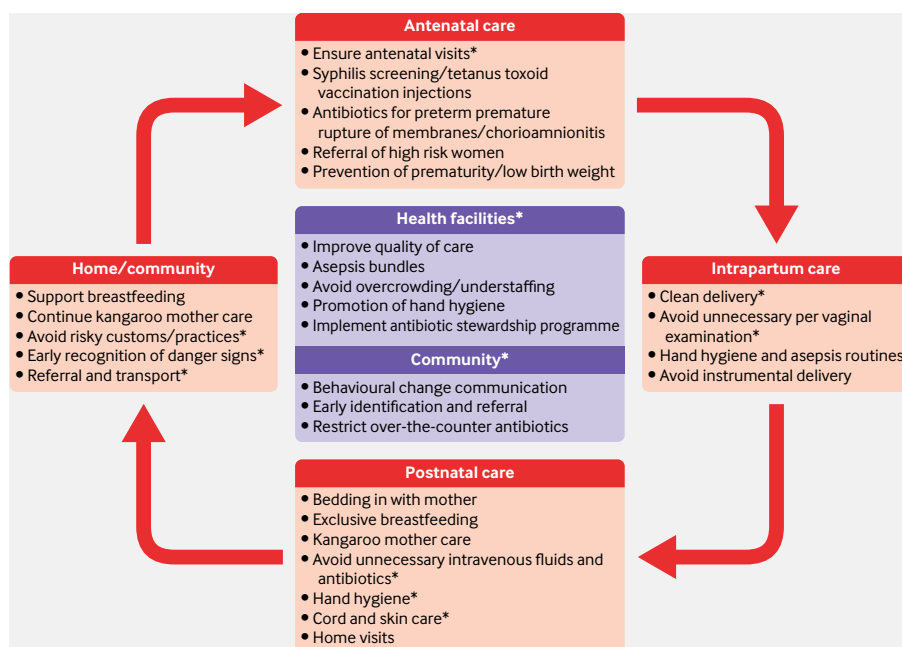 Antenatal care
• Ensure antenatal visits*
• Syphilis screening/tetanus toxoid
vaccination injections
• Antibiotics for preterm premature
rupture of membranes/chorioamnionitis
• Referral of high risk women
• Prevention of prematurity/low birth weight
Health facilities*
• Improve quality of care
• Asepsis bundles
• Avoid overcrowding/understaffing
• Promotion of hand hygiene
• Implement antibiotic stewardship programme
Community*
• Behavioural change communication
• Early identification and referral
• Restrict over-the-counter antibiotics
Home/community
• Support breastfeeding
• Continue kangaroo mother care
• Avoid risky customs/practices*
• Early recognition of danger signs*
• Referral and transport*
Intrapartum care
• Clean delivery*
• Avoid unnecessary per vaginal
examination*
• Hand hygiene and asepsis routines
• Avoid instrumental delivery
Postnatal care
• Bedding in with mother
• Exclusive breastfeeding
• Kangaroo mother care
• Avoid unnecessary intravenous fluids and
antibiotics*
• Hand hygiene*
• Cord and skin care*
• Home visits